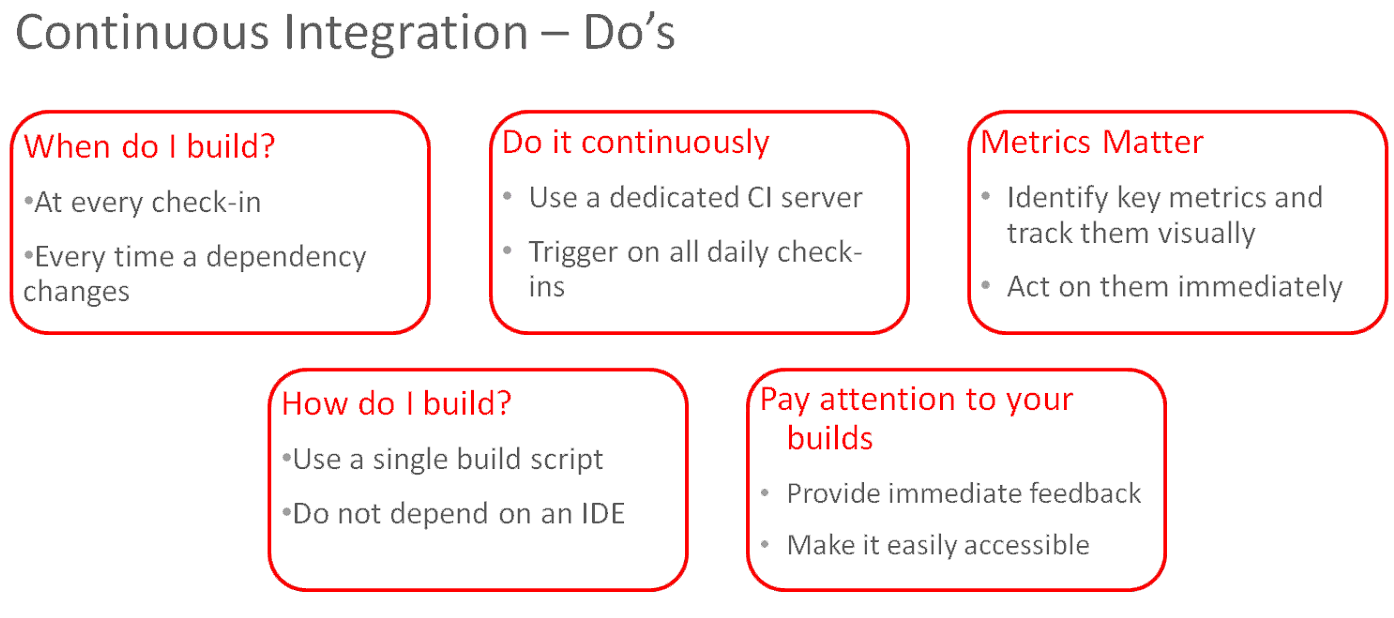 Continuous Integration – Do’s
When do I build?
•At every check-in
•Every time a dependency
changes
Do it continuously
• Use a dedicated CI server
• Trigger on all daily check-
ins
Metrics Matter
• Identify key metrics and
track them visually
• Act on them immediately
How do I build?
•Use a single build script
•Do not depend on an IDE
Pay attention to your
builds
• Provide immediate feedback
• Make it easily accessible